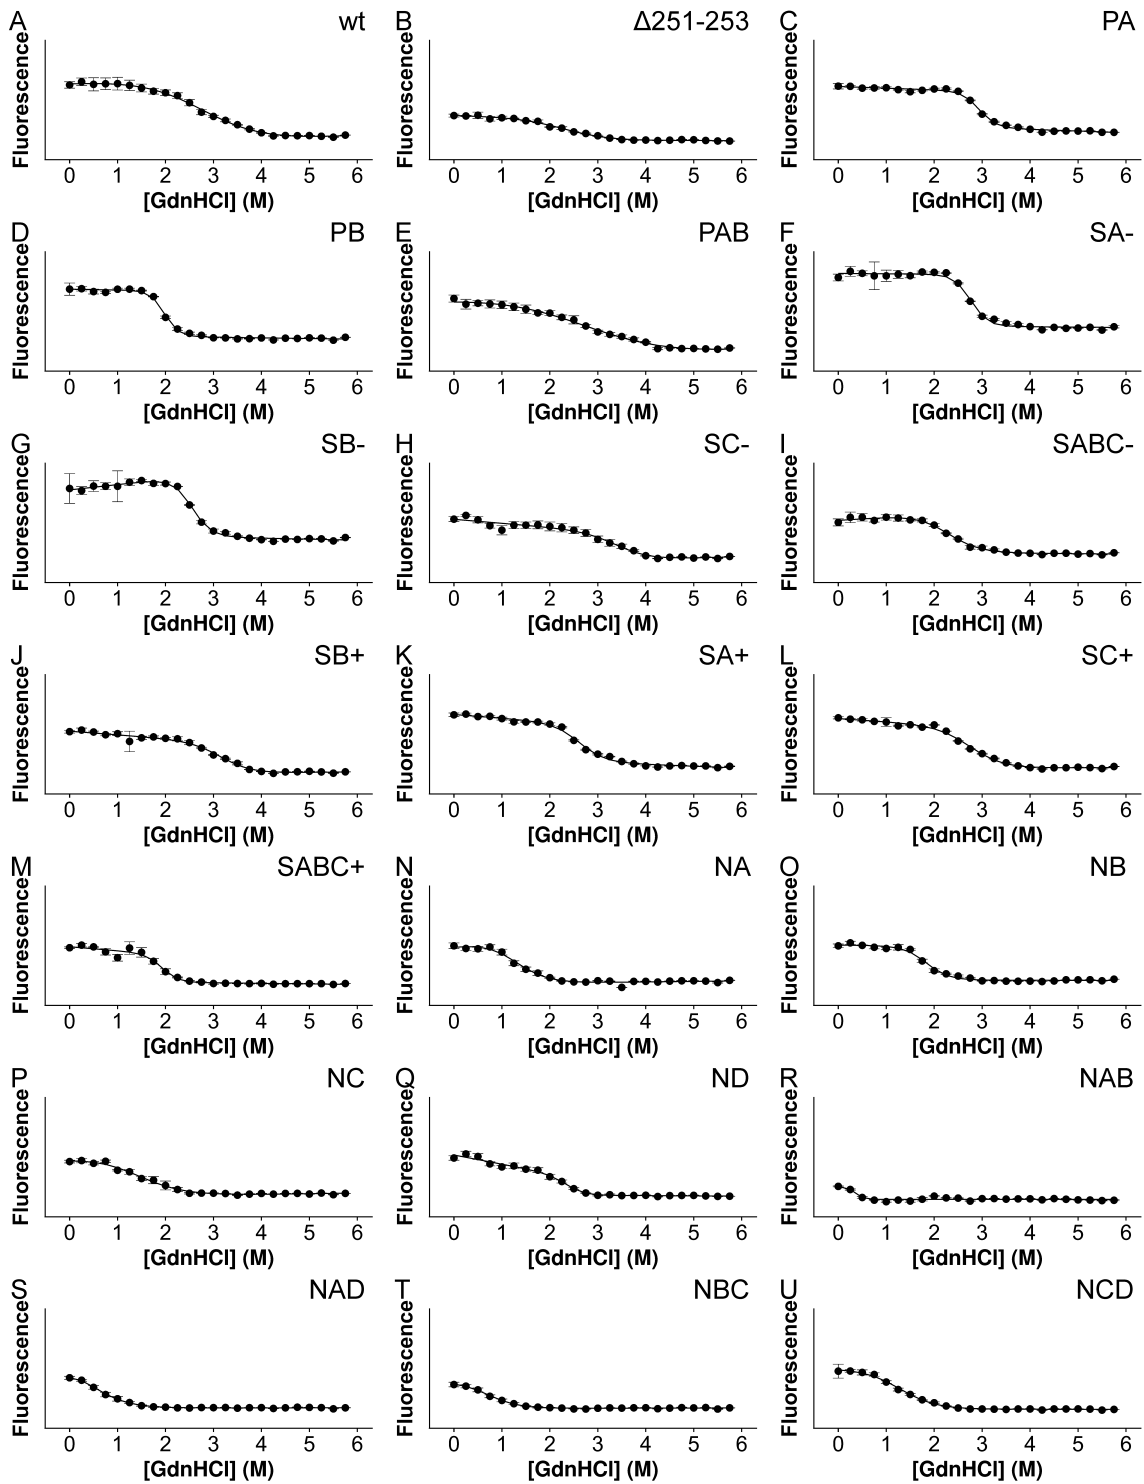 A wt
Fluorescence
0 1 2 3 4 5 6
[GdnHCl] (M)
B Δ251-253
Fluorescence
0 1 2 3 4 5 6
[GdnHCl] (M)
C PA
Fluorescence
0 1 2 3 4 5 6
[GdnHCl] (M)
D PB
Fluorescence
0 1 2 3 4 5 6
[GdnHCl] (M)
E PAB
Fluorescence
0 1 2 3 4 5 6
[GdnHCl] (M)
F SA-
Fluorescence
0 1 2 3 4 5 6
[GdnHCl] (M)
G SB-
Fluorescence
0 1 2 3 4 5 6
[GdnHCl] (M)
H SC-
Fluorescence
0 1 2 3 4 5 6
[GdnHCl] (M)
I SABC-
Fluorescence
0 1 2 3 4 5 6
[GdnHCl] (M)
J SB+
Fluorescence
0 1 2 3 4 5 6
[GdnHCl] (M)
K SA+
Fluorescence
0 1 2 3 4 5 6
[GdnHCl] (M)
L SC+
Fluorescence
0 1 2 3 4 5 6
[GdnHCl] (M)
M SABC+
Fluorescence
0 1 2 3 4 5 6
[GdnHCl] (M)
N NA
Fluorescence
0 1 2 3 4 5 6
[GdnHCl] (M)
O NB
Fluorescence
0 1 2 3 4 5 6
[GdnHCl] (M)
P NC
Fluorescence
0 1 2 3 4 5 6
[GdnHCl] (M)
Q ND
Fluorescence
0 1 2 3 4 5 6
[GdnHCl] (M)
R NAB
Fluorescence
0 1 2 3 4 5 6
[GdnHCl] (M)
S NAD
Fluorescence
0 1 2 3 4 5 6
[GdnHCl] (M)
T NBC
Fluorescence
0 1 2 3 4 5 6
[GdnHCl] (M)
U NCD
Fluorescence
0 1 2 3 4 5 6
[GdnHCl] (M)